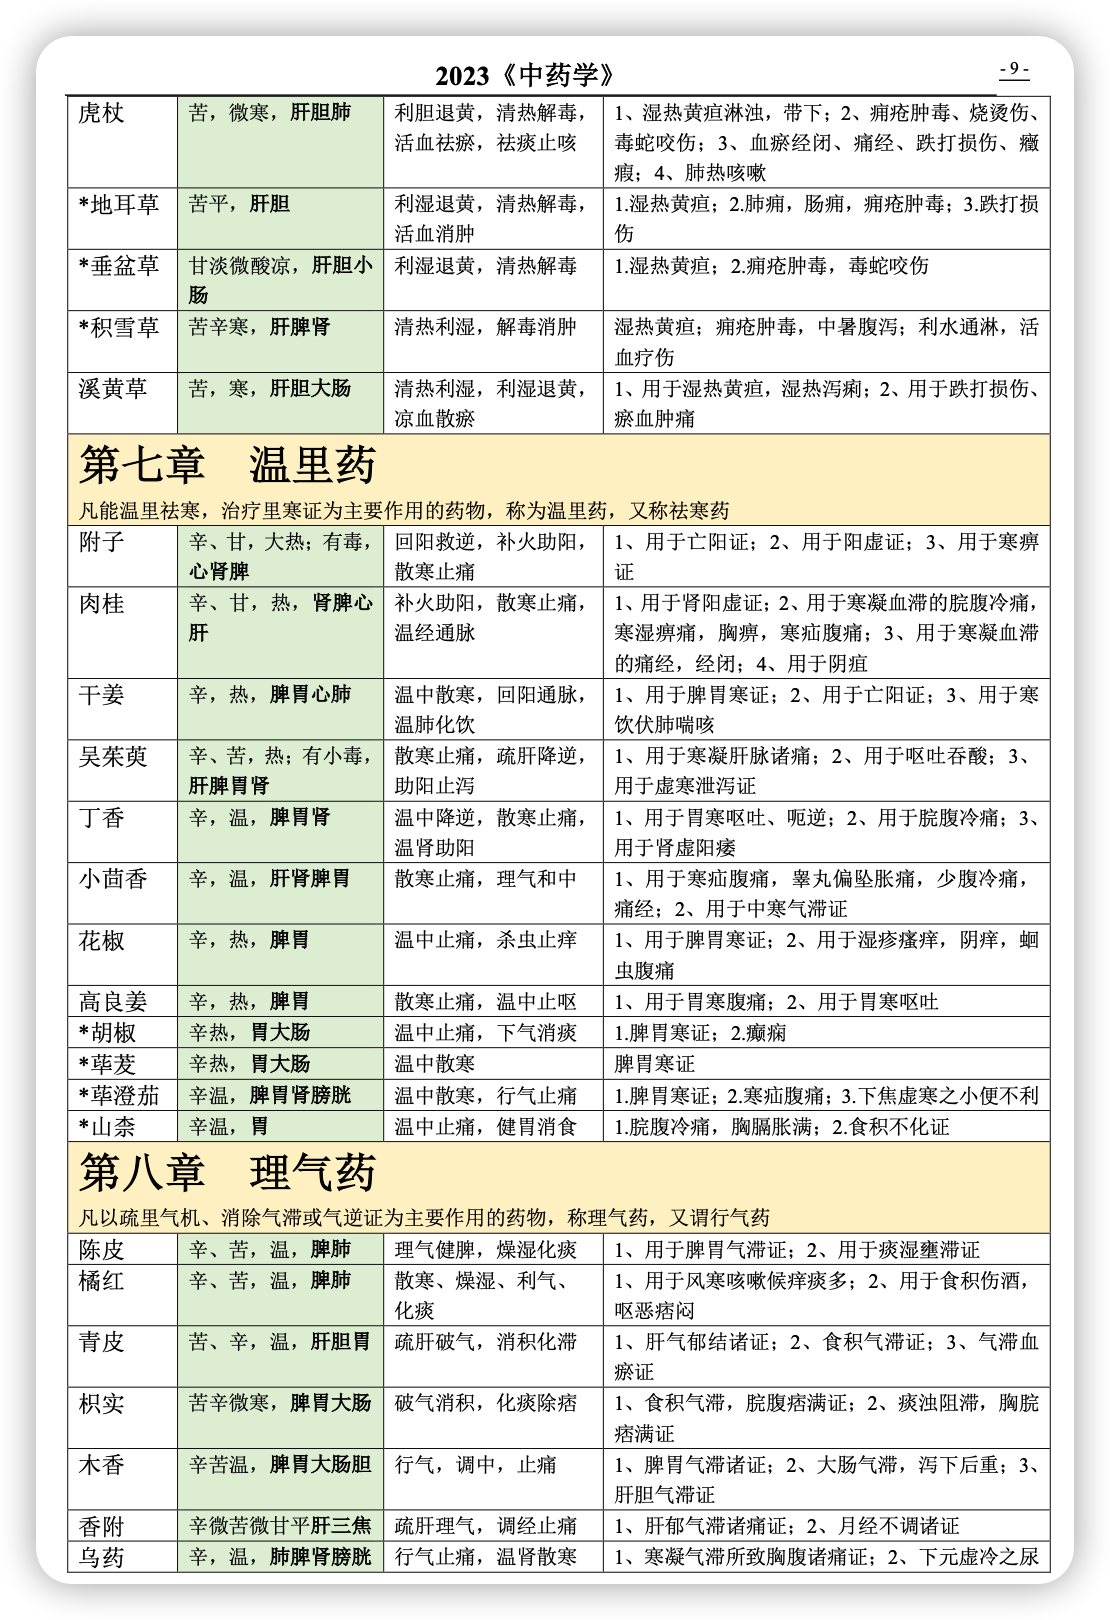 2023《中药学》
- 9 -
虎杖 苦，微寒，肝胆肺 利胆退黄，清热解毒， 1、湿热黄疸淋浊，带下；2、痈疮肿毒、烧烫伤、
活血祛瘀，祛痰止咳 毒蛇咬伤；3、血瘀经闭、痛经、跌打损伤、癥
瘕；4、肺热咳嗽
*地耳草 苦平，肝胆 利湿退黄，清热解毒， 1.湿热黄疸；2.肺痈，肠痈，痈疮肿毒；3.跌打损
活血消肿 伤
*垂盆草 甘淡微酸凉，肝胆小 利湿退黄，清热解毒 1.湿热黄疸；2.痈疮肿毒，毒蛇咬伤
肠
*积雪草 苦辛寒，肝脾肾 清热利湿，解毒消肿 湿热黄疸；痈疮肿毒，中暑腹泻；利水通淋，活
血疗伤
溪黄草 苦，寒，肝胆大肠 清热利湿，利湿退黄， 1、用于湿热黄疸，湿热泻痢；2、用于跌打损伤、
凉血散瘀 瘀血肿痛
第七章 温里药
凡能温里祛寒，治疗里寒证为主要作用的药物，称为温里药，又称祛寒药
附子 辛、甘，大热；有毒， 回阳救逆，补火助阳， 1、用于亡阳证；2、用于阳虚证；3、用于寒痹
心肾脾 散寒止痛 证
肉桂 辛、甘，热，肾脾心 补火助阳，散寒止痛， 1、用于肾阳虚证；2、用于寒凝血滞的脘腹冷痛，
肝 温经通脉 寒湿痹痛，胸痹，寒疝腹痛；3、用于寒凝血滞
的痛经，经闭；4、用于阴疽
干姜 辛，热，脾胃心肺 温中散寒，回阳通脉， 1、用于脾胃寒证；2、用于亡阳证；3、用于寒
温肺化饮 饮伏肺喘咳
吴茱萸 辛、苦，热；有小毒， 散寒止痛，疏肝降逆， 1、用于寒凝肝脉诸痛；2、用于呕吐吞酸；3、
肝脾胃肾 助阳止泻 用于虚寒泄泻证
丁香 辛，温，脾胃肾 温中降逆，散寒止痛， 1、用于胃寒呕吐、呃逆；2、用于脘腹冷痛；3、
温肾助阳 用于肾虚阳痿
小茴香 辛，温，肝肾脾胃 散寒止痛，理气和中 1、用于寒疝腹痛，睾丸偏坠胀痛，少腹冷痛，
痛经；2、用于中寒气滞证
花椒 辛，热，脾胃 温中止痛，杀虫止痒 1、用于脾胃寒证；2、用于湿疹瘙痒，阴痒，蛔
虫腹痛
高良姜 辛，热，脾胃 散寒止痛，温中止呕 1、用于胃寒腹痛；2、用于胃寒呕吐
*胡椒 辛热，胃大肠 温中止痛，下气消痰 1.脾胃寒证；2.癫痫
*荜茇 辛热，胃大肠 温中散寒 脾胃寒证
*荜澄茄 辛温，脾胃肾膀胱 温中散寒，行气止痛 1.脾胃寒证；2.寒疝腹痛；3.下焦虚寒之小便不利
*山柰 辛温，胃 温中止痛，健胃消食 1.脘腹冷痛，胸膈胀满；2.食积不化证
第八章 理气药
凡以疏里气机、消除气滞或气逆证为主要作用的药物，称理气药，又谓行气药
陈皮 辛、苦，温，脾肺 理气健脾，燥湿化痰 1、用于脾胃气滞证；2、用于痰湿壅滞证
橘红 辛、苦，温，脾肺 散寒、燥湿、利气、 1、用于风寒咳嗽候痒痰多；2、用于食积伤酒，
化痰 呕恶痞闷
青皮 苦、辛，温，肝胆胃 疏肝破气，消积化滞 1、肝气郁结诸证；2、食积气滞证；3、气滞血
瘀证
枳实 苦辛微寒，脾胃大肠 破气消积，化痰除痞 1、食积气滞，脘腹痞满证；2、痰浊阻滞，胸脘
痞满证
木香 辛苦温，脾胃大肠胆 行气，调中，止痛 1、脾胃气滞诸证；2、大肠气滞，泻下后重；3、
肝胆气滞证
香附 辛微苦微甘平肝三焦 疏肝理气，调经止痛 1、肝郁气滞诸痛证；2、月经不调诸证
乌药 辛，温，肺脾肾膀胱 行气止痛，温肾散寒 1、寒凝气滞所致胸腹诸痛证；2、下元虚冷之尿